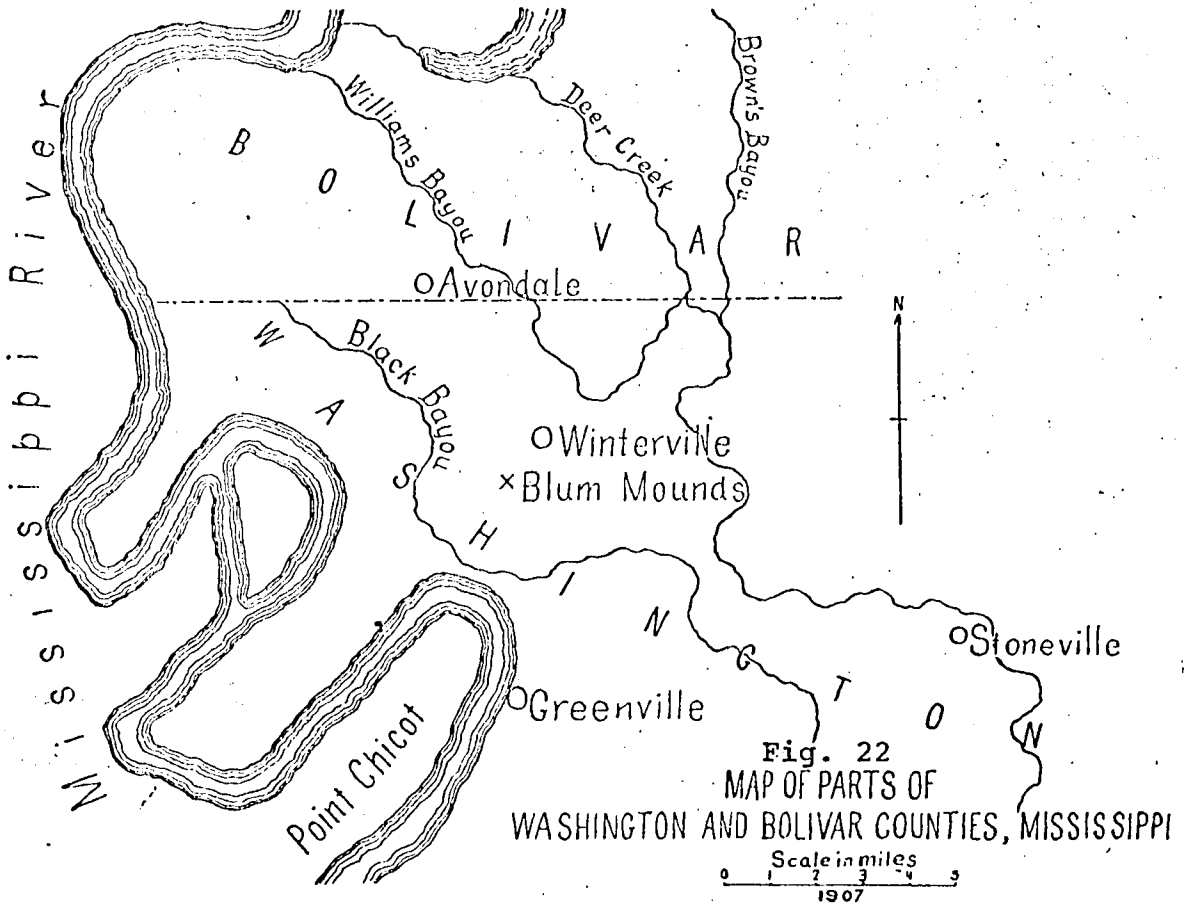 Mississippi River
Williams Bayou
Deer Creek
Brown's Bayou
BOLIVAR
Avondale
N
WASHINGTON
Black Bayou
Winterville
× Blum Mounds
Stoneville
Greenville
Point Chicot
Fig. 22
MAP OF PARTS OF
WASHINGTON AND BOLIVAR COUNTIES, MISSISSIPPI
Scale in miles
0 1 2 3 4 5
1907